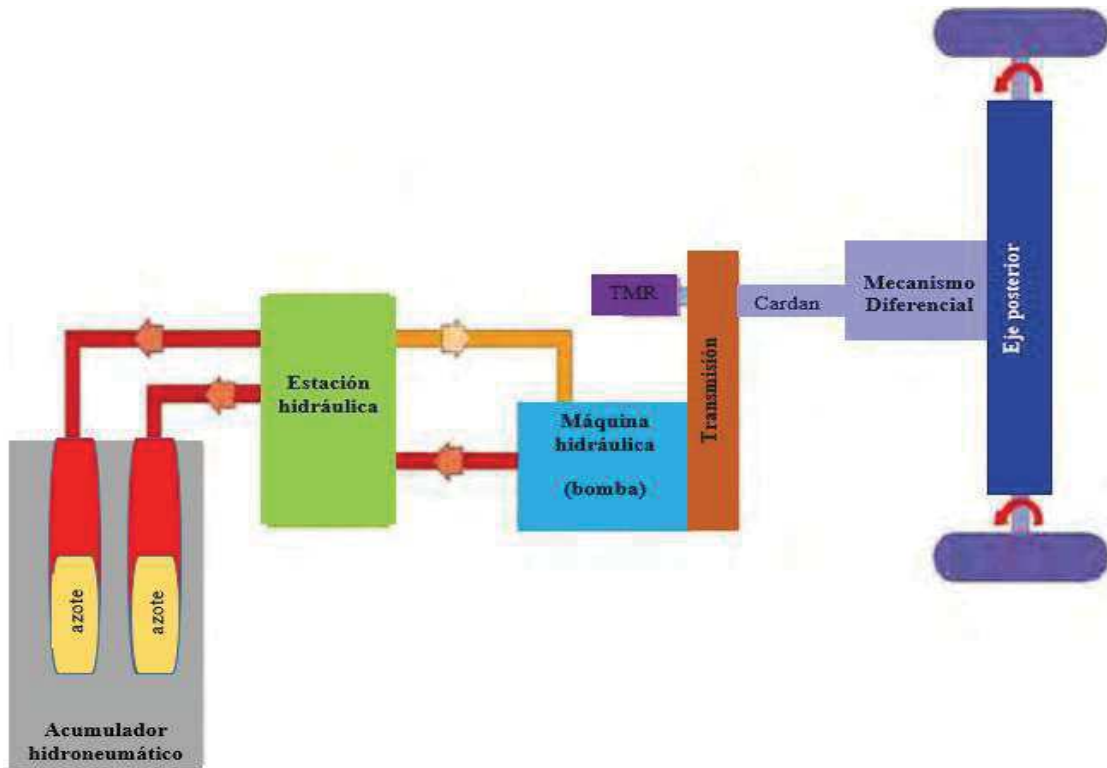 TMR
Cardan
Mecanismo
Diferencial
Eje posterior
Transmisión
Estación
hidráulica
Máquina
hidráulica
(bomba)
azote
azote
Acumulador
hidroneumático